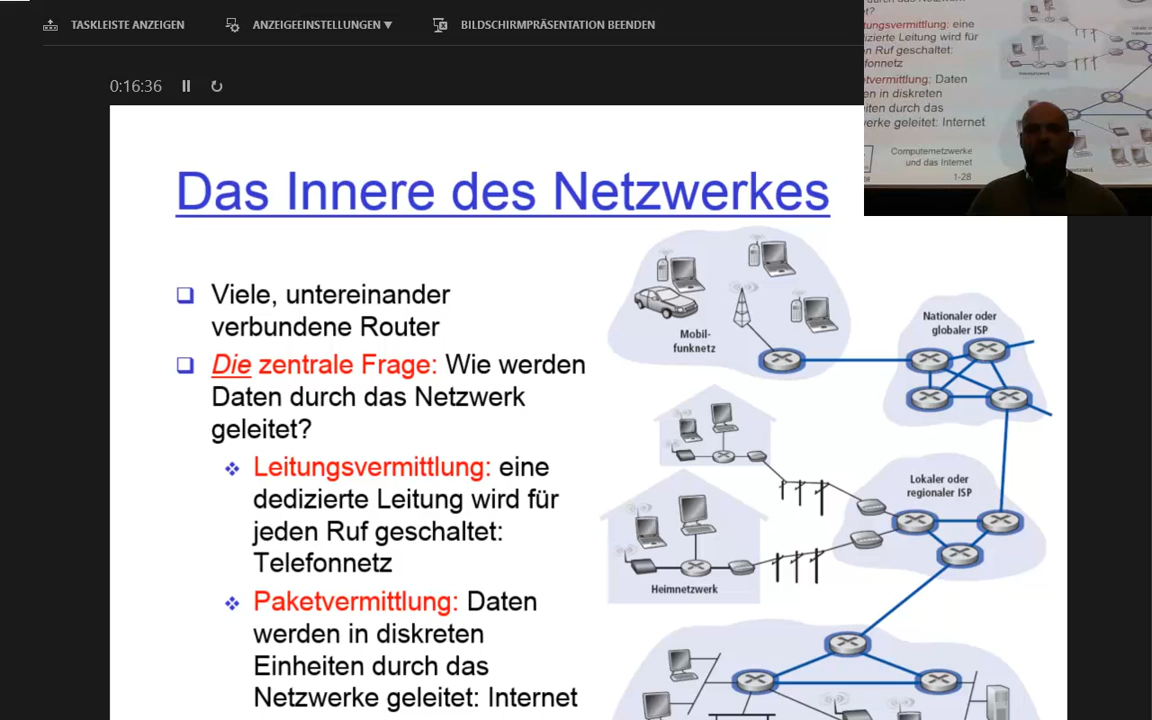 TASKLEISTE ANZEIGEN
ANZEIGEEINSTELLUNGEN ▼
BILDSCHIRMPRÄSENTATION BEENDEN
0:16:36
Das Innere des Netzwerkes
Viele, untereinander
verbundene Router
Die zentrale Frage: Wie werden
Daten durch das Netzwerk
geleitet?
Leitungsvermittlung: eine
dedizierte Leitung wird für
jeden Ruf geschaltet:
Telefonnetz
Paketvermittlung: Daten
werden in diskreten
Einheiten durch das
Netzwerke geleitet: Internet
Mobil-
funknetz
Nationaler oder
globaler ISP
Lokaler oder
regionaler ISP
Heimnetzwerk
t?
itungsvermittlung: eine
dizierte Leitung wird für
Ruf geschaltet:
fonnetz
etvermittlung: Daten
en in diskreten
eiten durch das
werke geleitet: Internet
Computernetzwerke
und das Internet
1-28